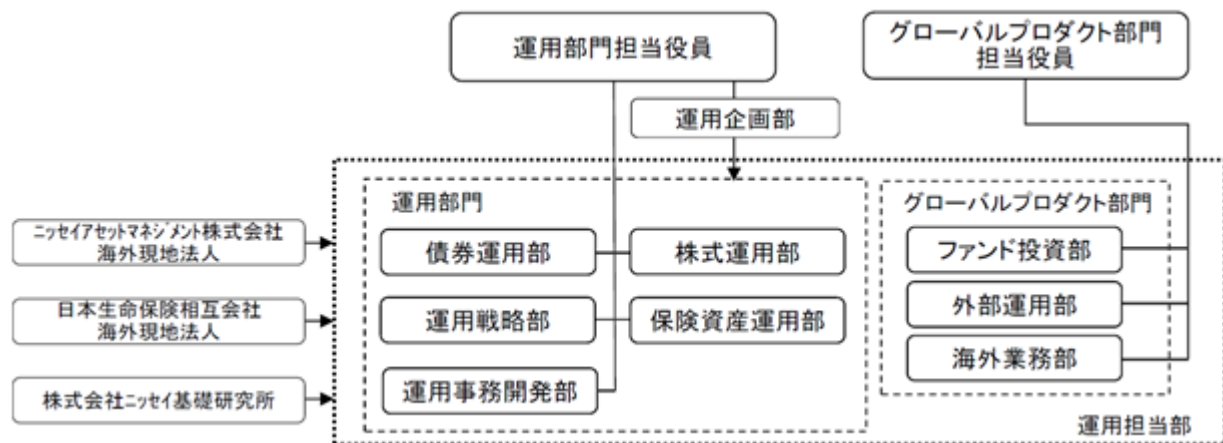 運用部門担当役員
グローバルプロダクト部門
担当役員
運用企画部
運用部門
グローバルプロダクト部門
ニッセイアセットマネジメント株式会社
海外現地法人
債券運用部
株式運用部
ファンド投資部
日本生命保険相互会社
海外現地法人
運用戦略部
保険資産運用部
外部運用部
海外業務部
株式会社ニッセイ基礎研究所
運用事務開発部
運用担当部